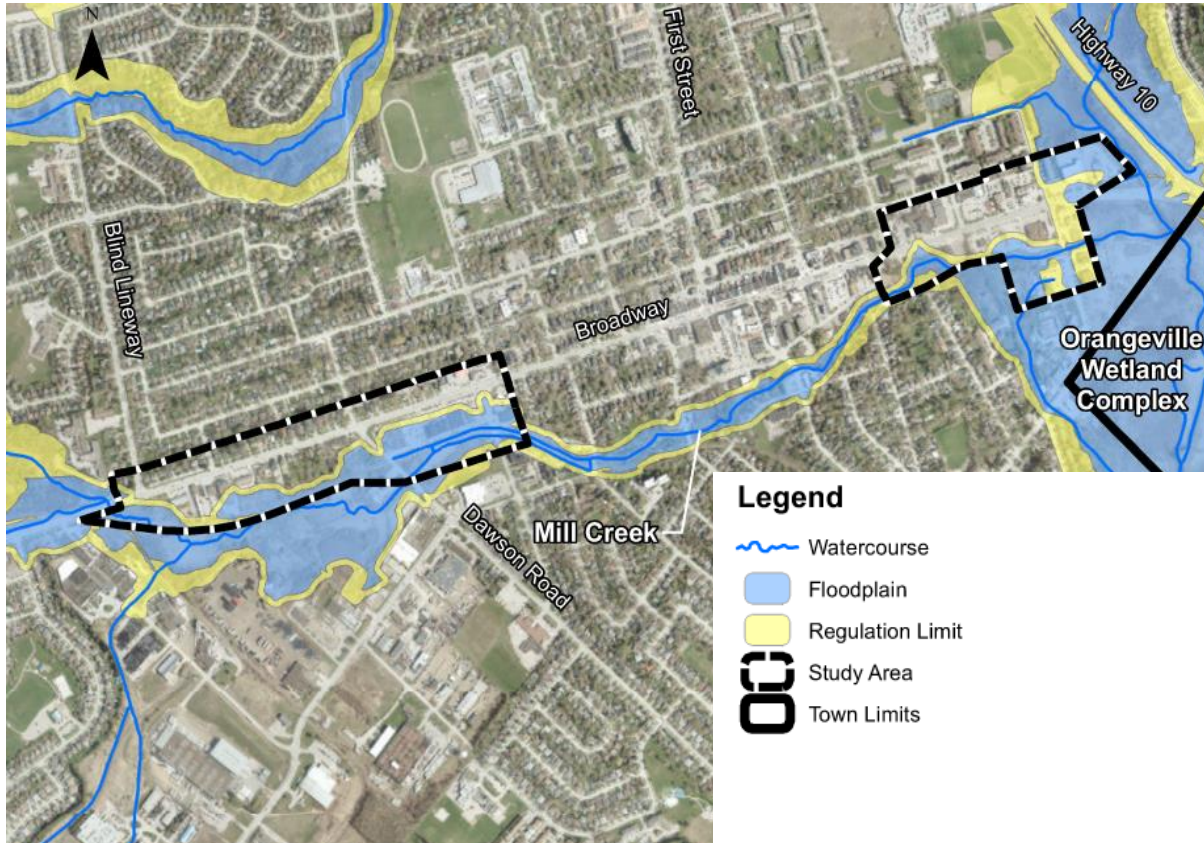 N
Highway 10
First Street
Blind Lineway
Broadway
Orangeville
Wetland
Complex
Mill Creek
Dawson Road
Legend
Watercourse
Floodplain
Regulation Limit
Study Area
Town Limits